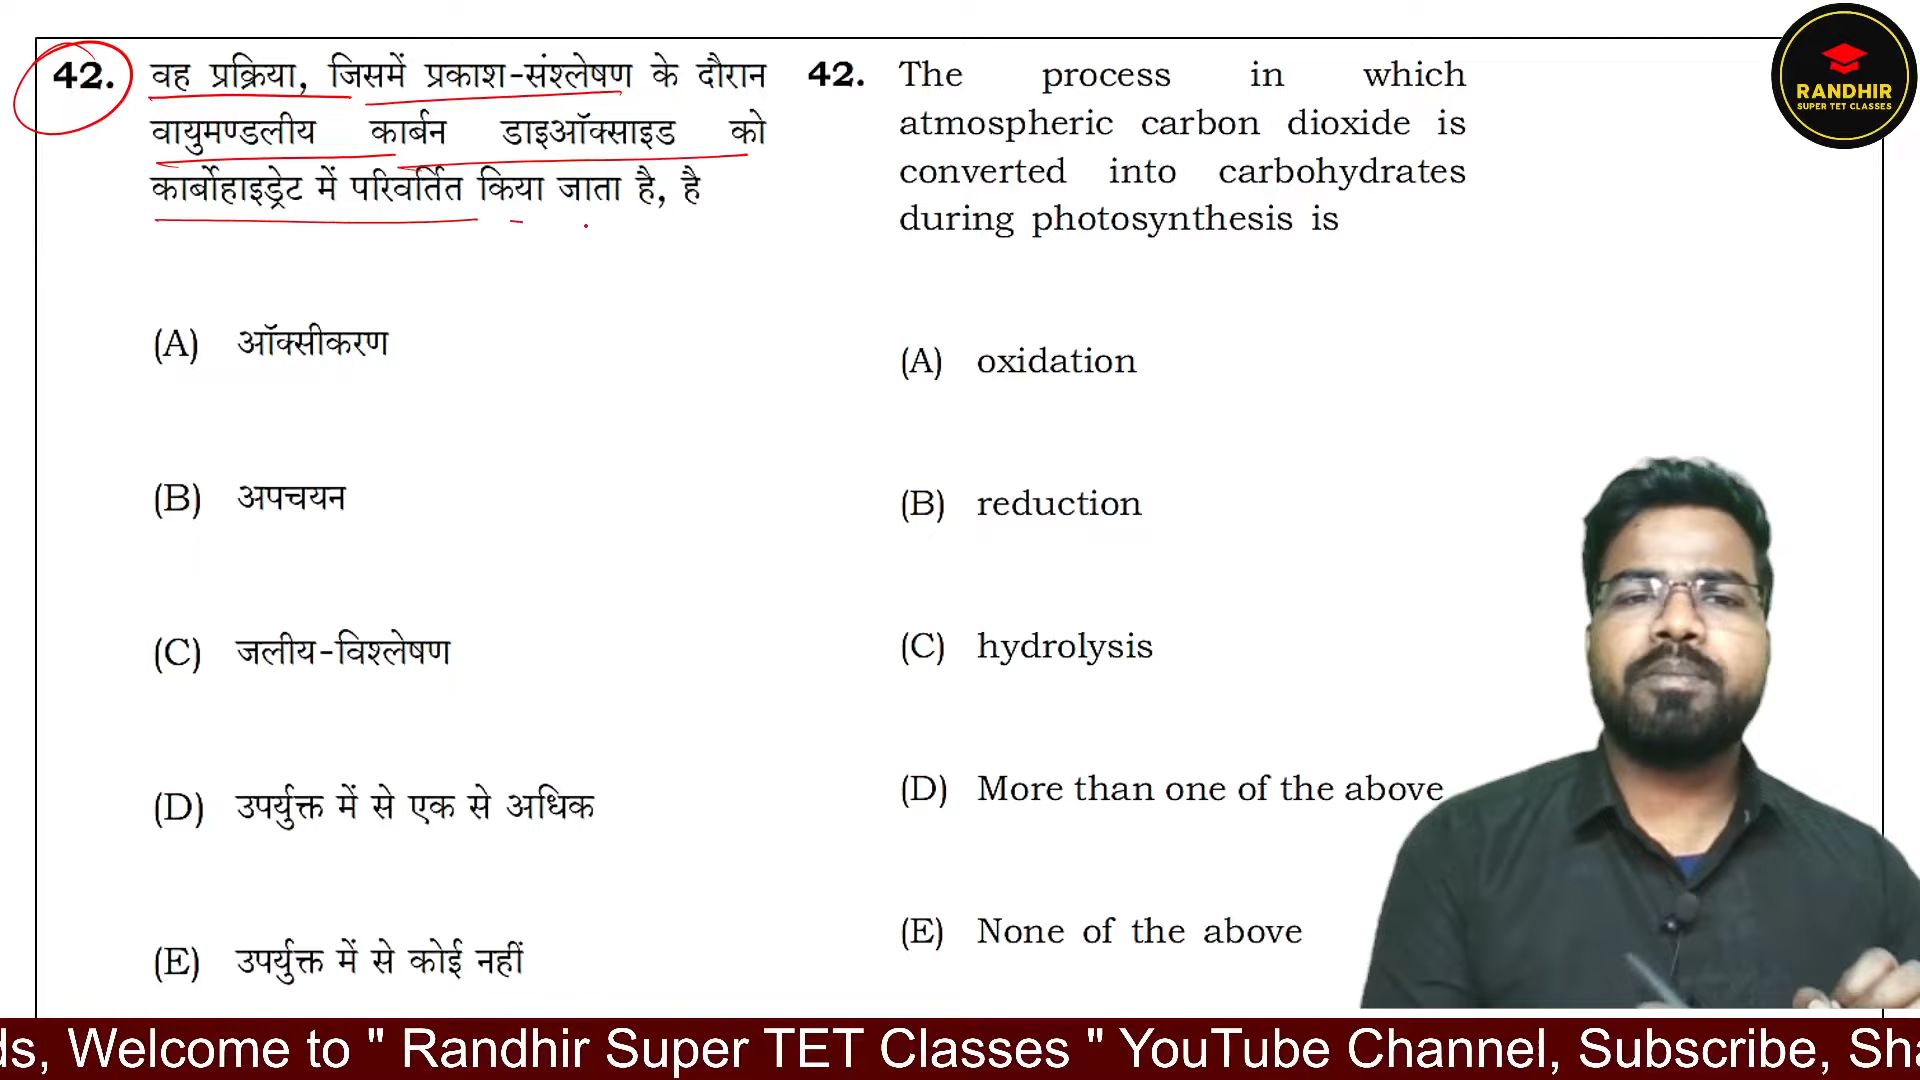 42. वह प्रक्रिया, जिसमें प्रकाश-संश्लेषण के दौरान
वायुमण्डलीय कार्बन डाइऑक्साइड को
कार्बोहाइड्रेट में परिवर्तित किया जाता है, है
(A) ऑक्सीकरण
(B) अपचयन
(C) जलीय-विश्लेषण
(D) उपर्युक्त में से एक से अधिक
(E) उपर्युक्त में से कोई नहीं
42. The process in which
atmospheric carbon dioxide is
converted into carbohydrates
during photosynthesis is
(A) oxidation
(B) reduction
(C) hydrolysis
(D) More than one of the above
(E) None of the above
RANDHIR
SUPER TET CLASSES
ds, Welcome to " Randhir Super TET Classes " YouTube Channel, Subscribe, Sha